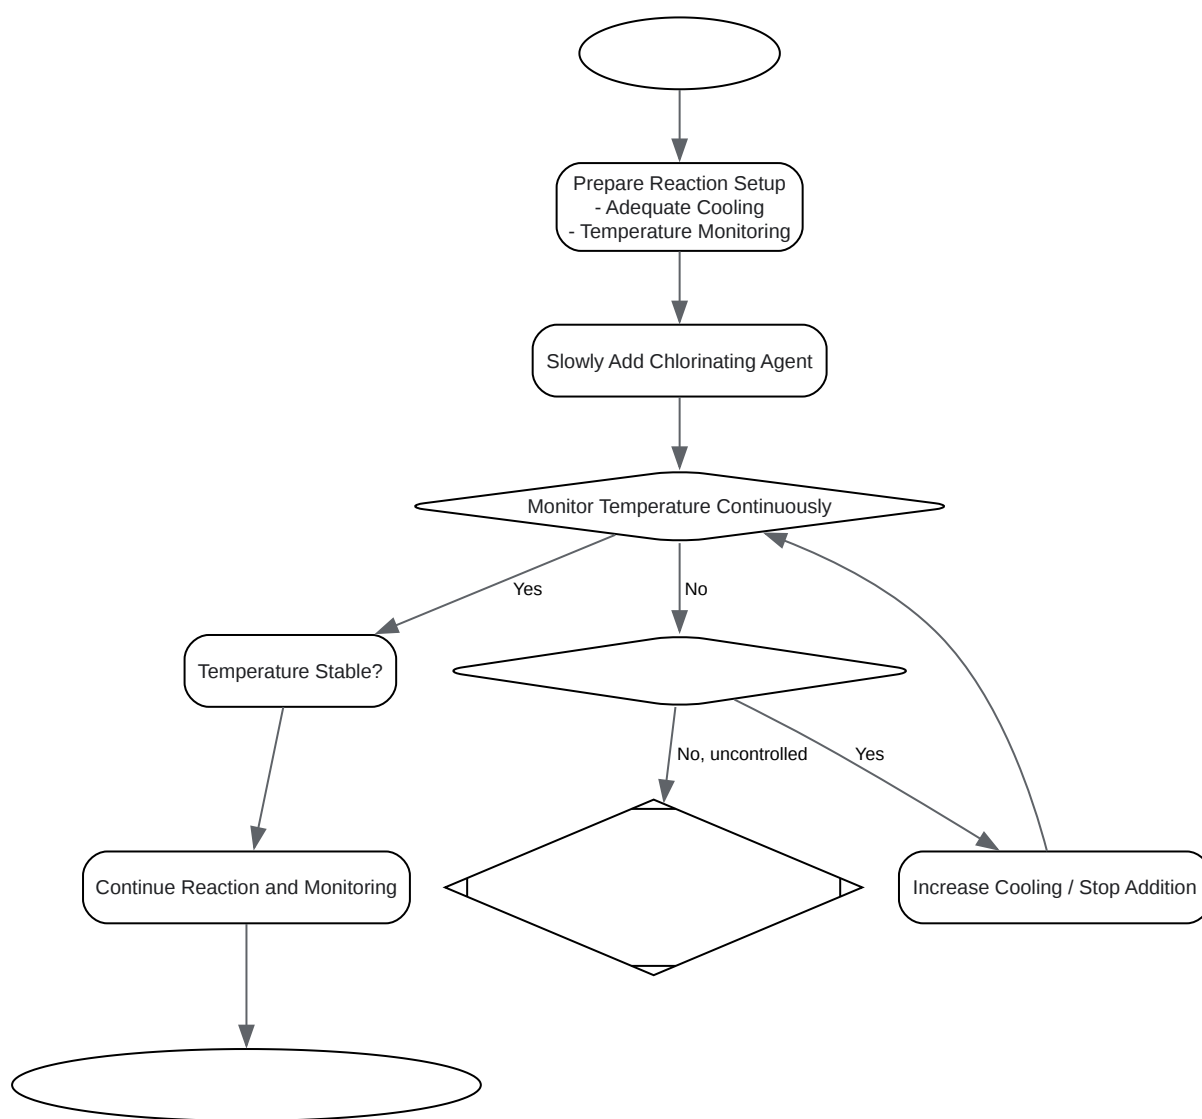 Prepare Reaction Setup
- Adequate Cooling
- Temperature Monitoring
Slowly Add Chlorinating Agent
Monitor Temperature Continuously
Yes
No
Temperature Stable?
No, uncontrolled
Yes
Continue Reaction and Monitoring
Increase Cooling / Stop Addition